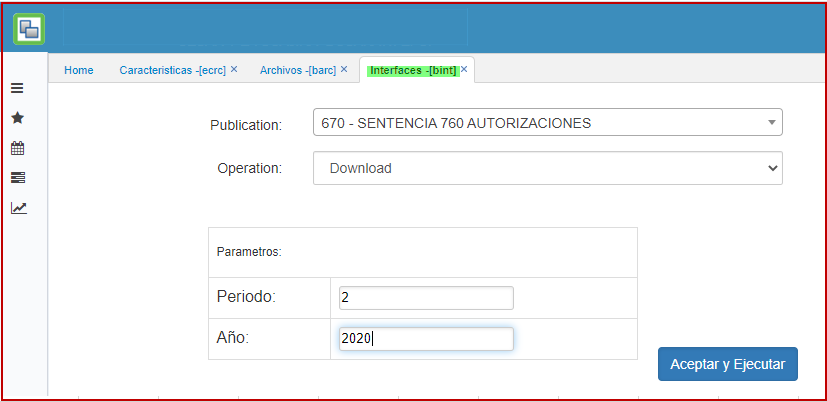 Home Caracteristicas -[ecrc] × Archivos -[barc] × Interfaces -[bint] ×
Publication: 670 - SENTENCIA 760 AUTORIZACIONES
Operation: Download
Parametros:
Periodo: 2
Año: 2020
Aceptar y Ejecutar